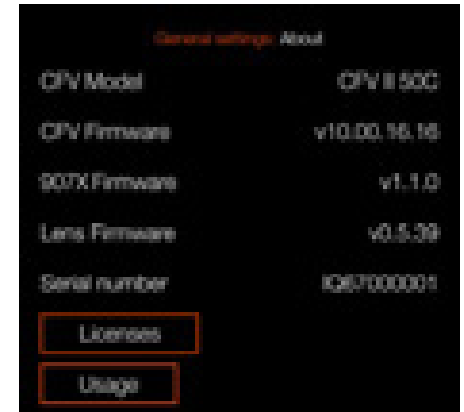 General settings: About
CFV Model CFV II 50C
CFV Firmware v10.00.16.16
907X Firmware v1.1.0
Lens Firmware v0.5.39
Serial number IQ67000001
Licenses
Usage